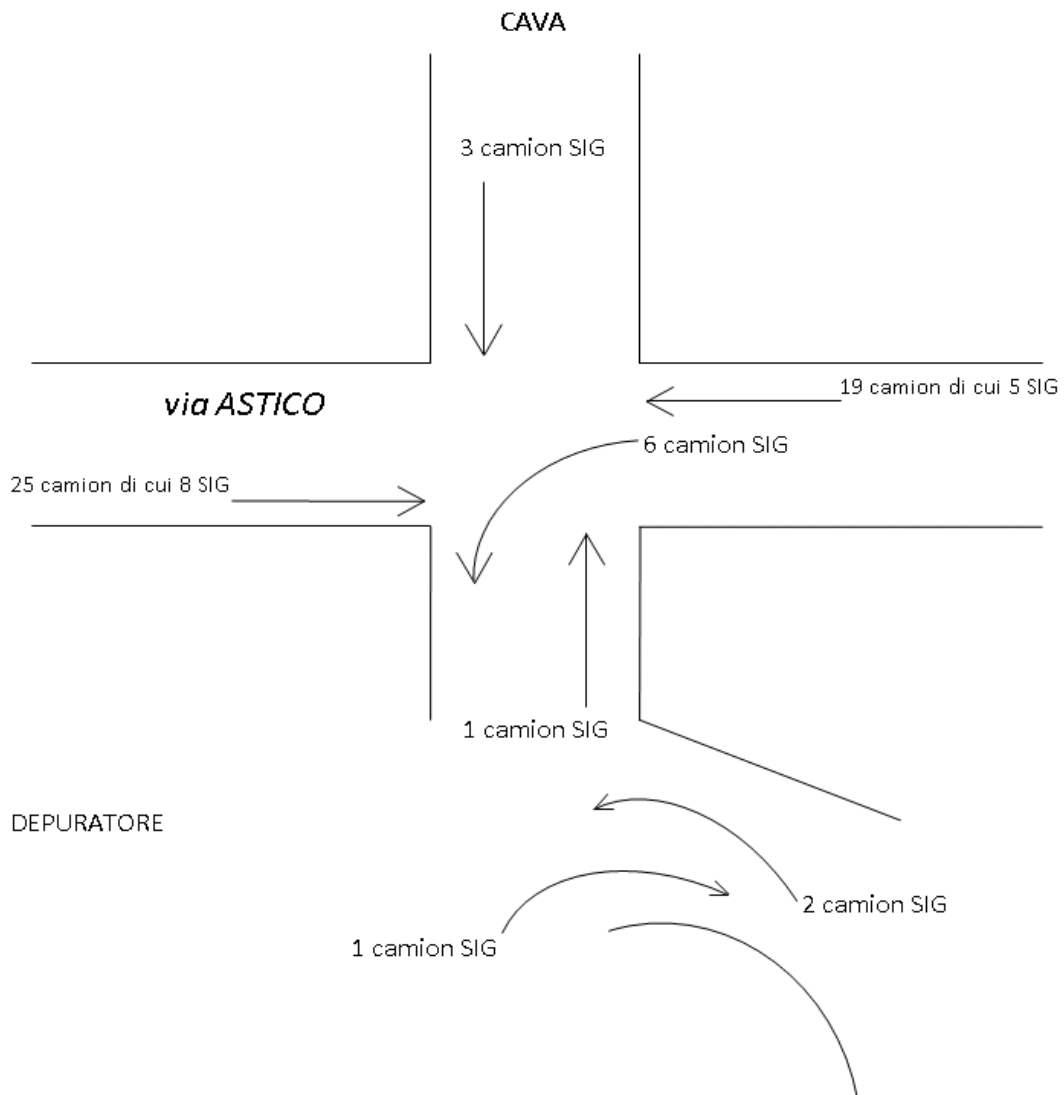 CAVA
3 camion SIG
via ASTICO
19 camion di cui 5 SIG
6 camion SIG
25 camion di cui 8 SIG
1 camion SIG
DEPURATORE
2 camion SIG
1 camion SIG